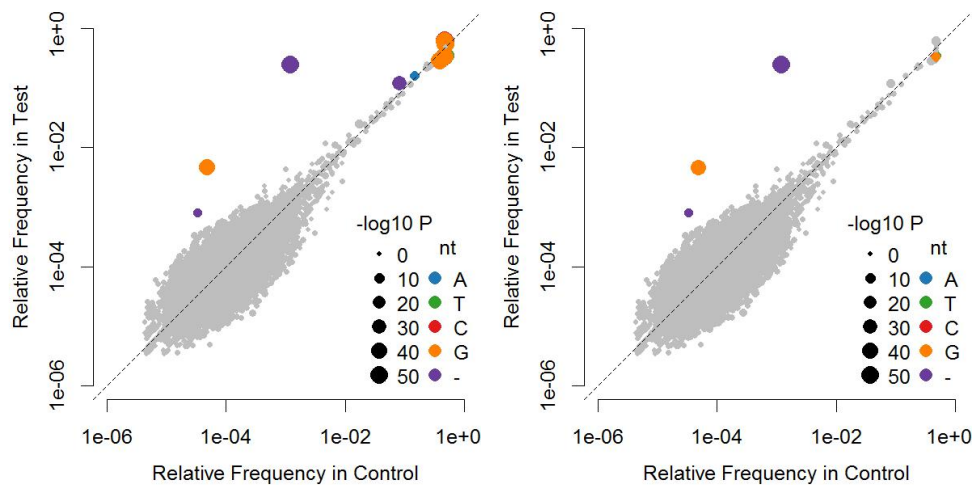 1e+0
1e-02
1e-04
1e-06
Relative Frequency in Test
-log10 P
nt
0
10 A
20 T
30 C
40 G
50 -
1e-06 1e-04 1e-02 1e+0
Relative Frequency in Control
1e+0
1e-02
1e-04
1e-06
Relative Frequency in Test
-log10 P
nt
0
10 A
20 T
30 C
40 G
50 -
1e-06 1e-04 1e-02 1e+0
Relative Frequency in Control